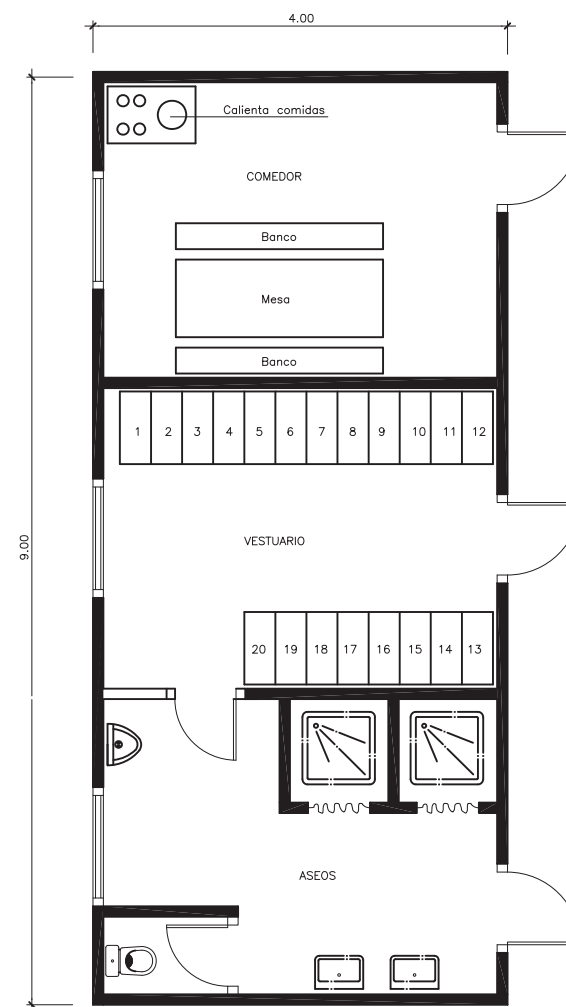 4.00
Calienta comidas
COMEDOR
Banco
Mesa
Banco
1 2 3 4 5 6 7 8 9 10 11 12
9.00
VESTUARIO
20 19 18 17 16 15 14 13
ASEOS